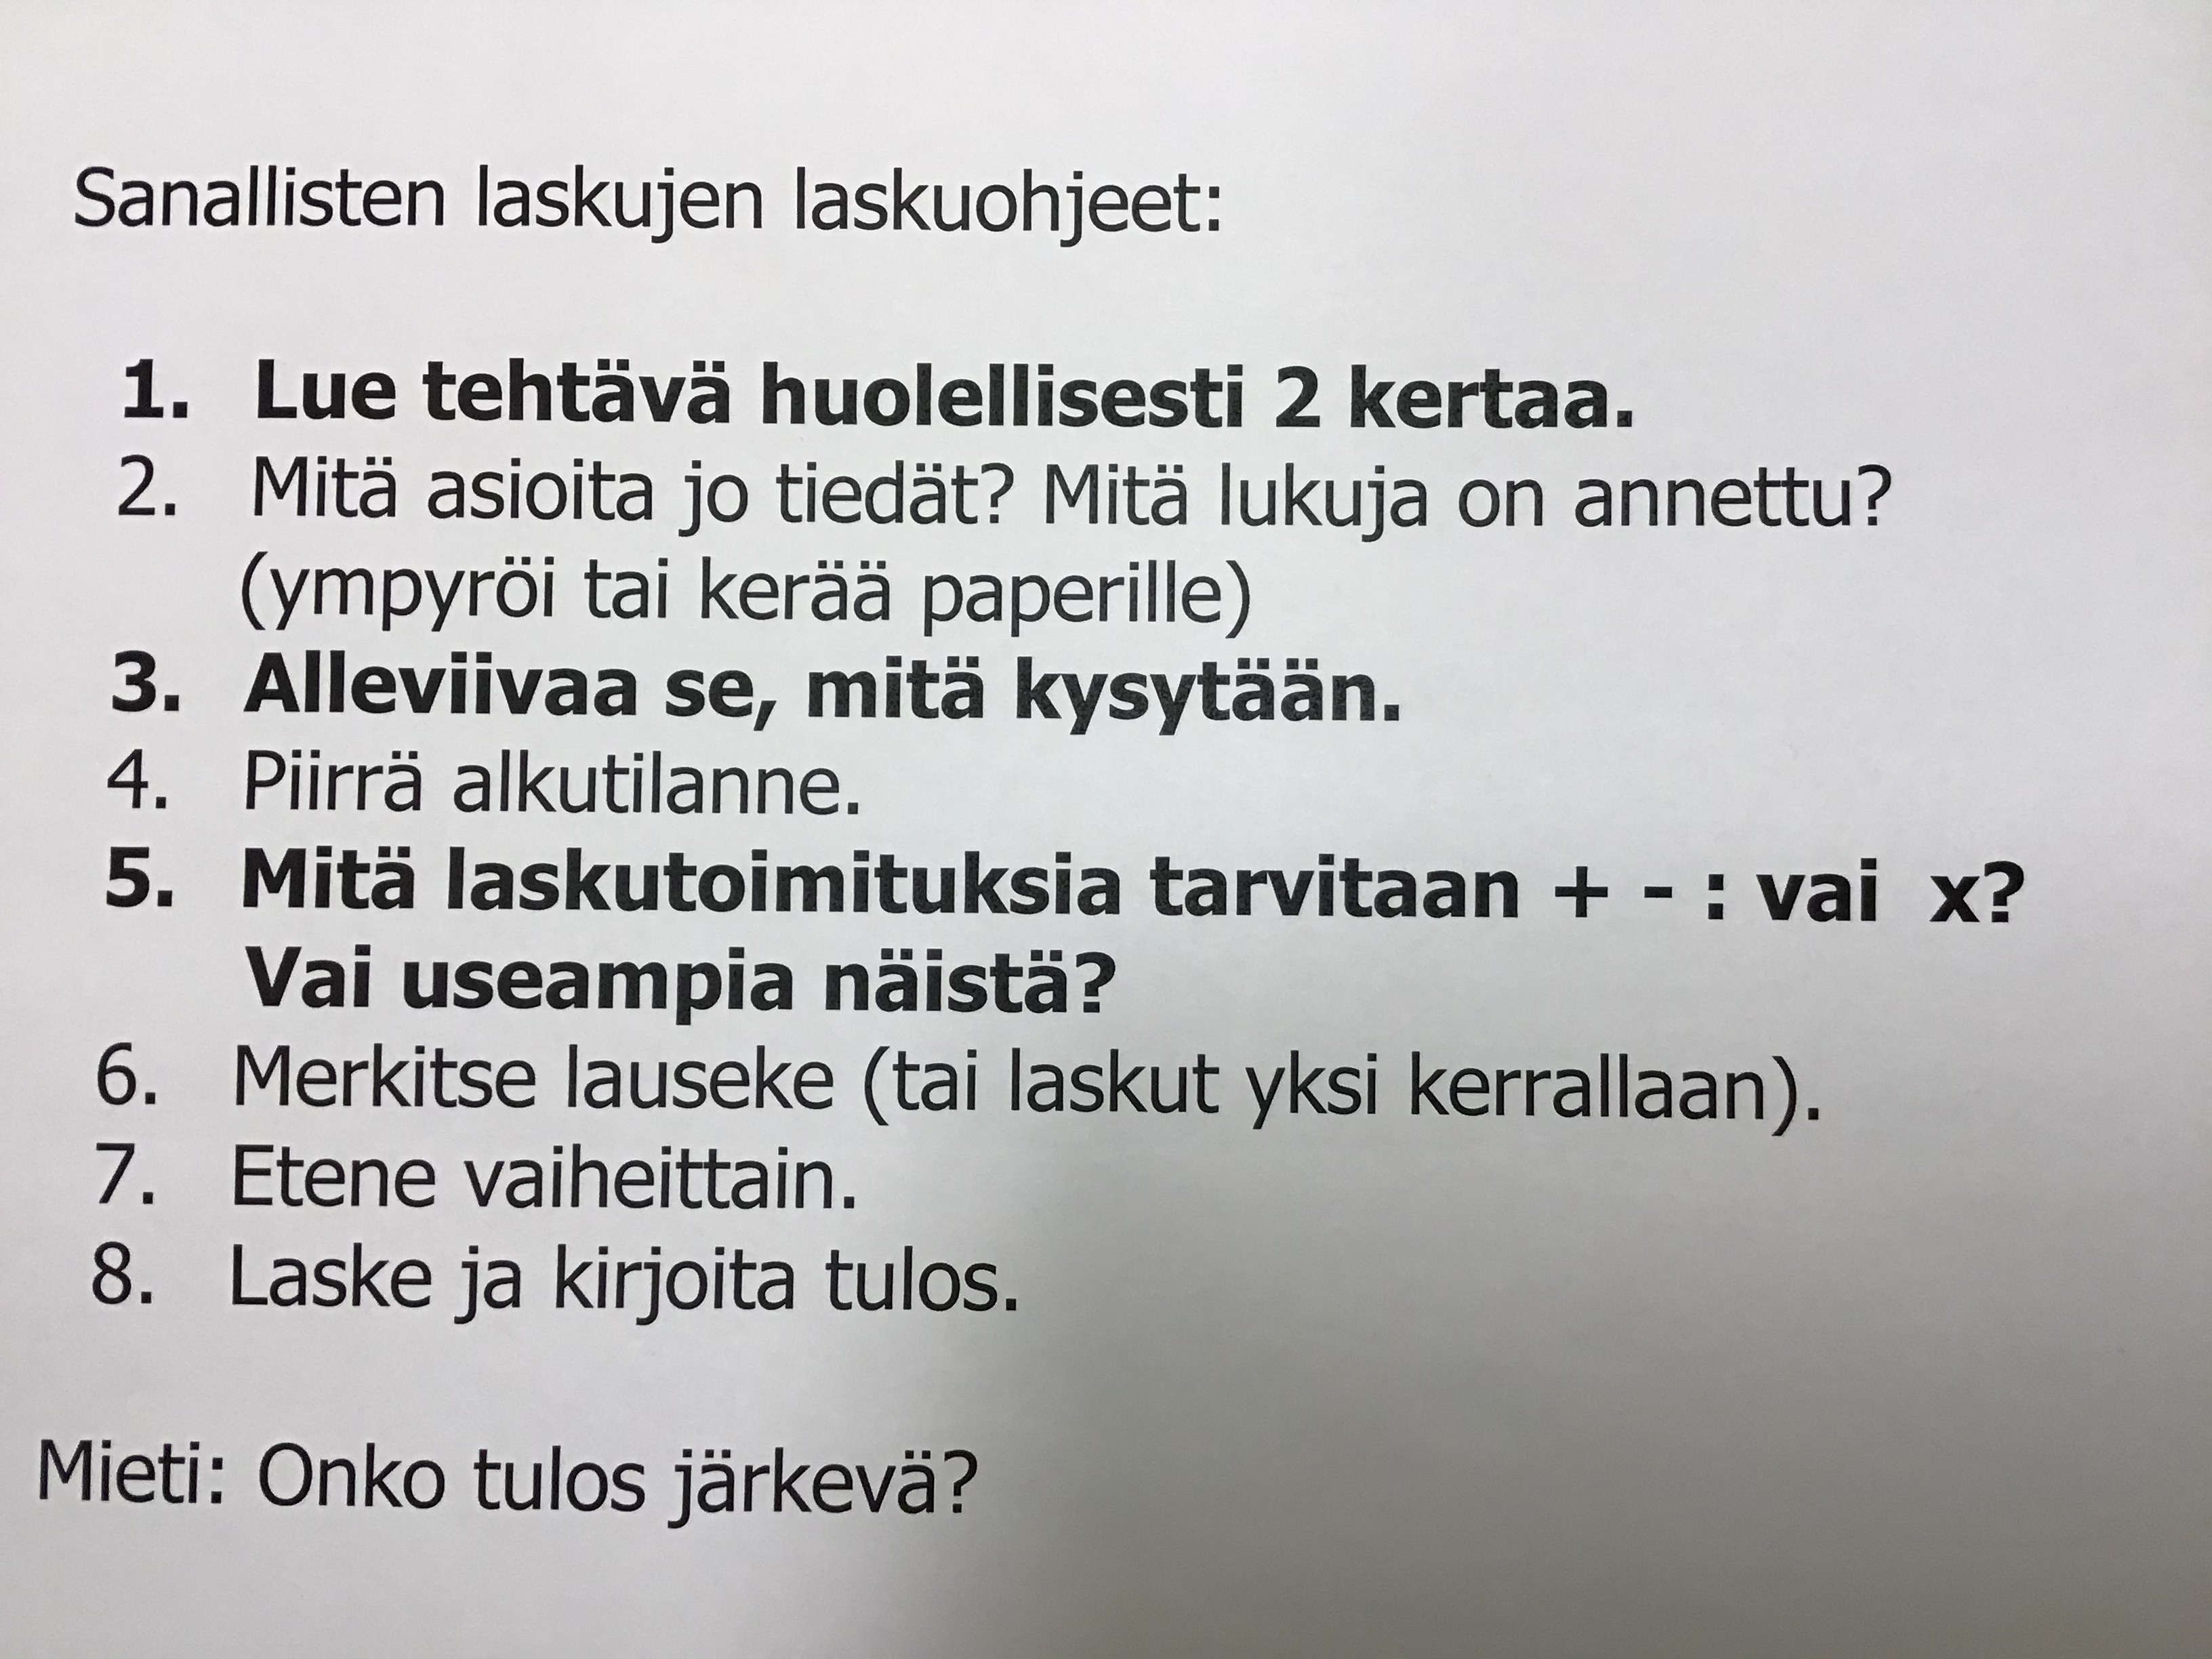 Sanallisten laskujen laskuohjeet:
1. Lue tehtävä huolellisesti 2 kertaa.
2. Mitä asioita jo tiedät? Mitä lukuja on annettu?
(ympyröi tai kerää paperille)
3. Alleviivaa se, mitä kysytään.
4. Piirrä alkutilanne.
5. Mitä laskutoimituksia tarvitaan + - : vai x?
Vai useampia näistä?
6. Merkitse lauseke (tai laskut yksi kerrallaan).
7. Etene vaiheittain.
8. Laske ja kirjoita tulos.
Mieti: Onko tulos järkevä?